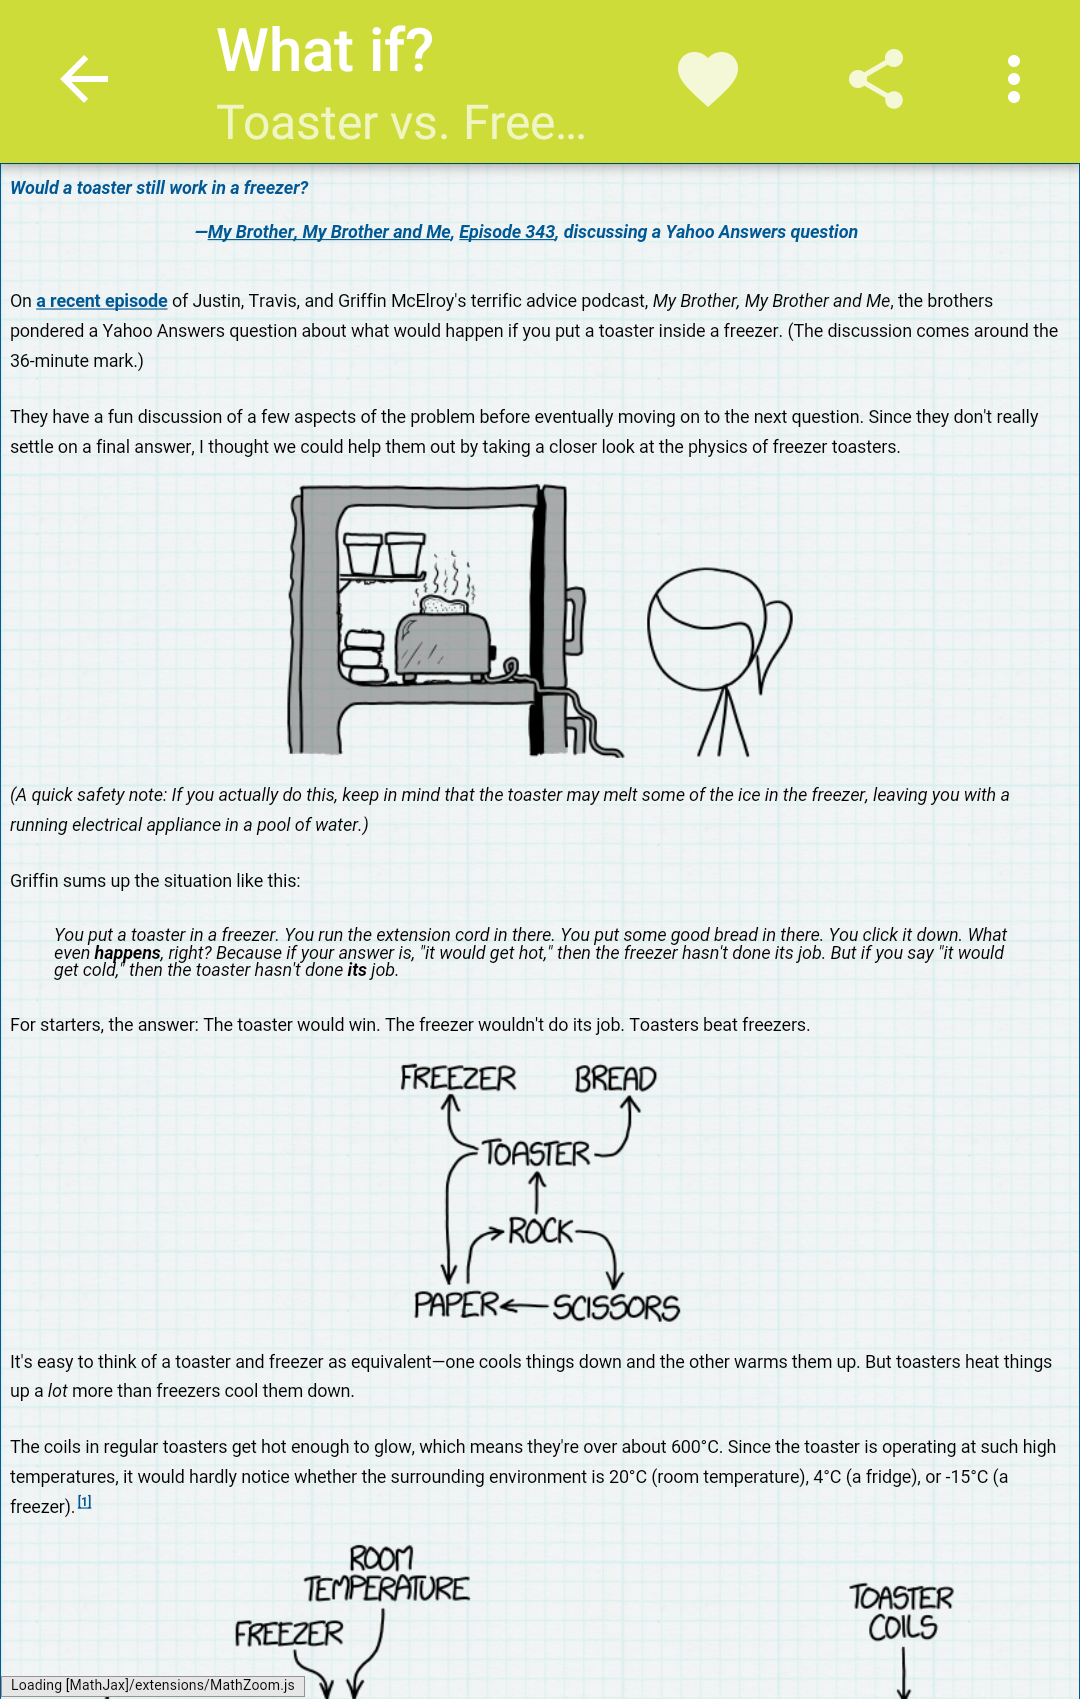 What if?
Toaster vs. Free...
Would a toaster still work in a freezer?
—My Brother, My Brother and Me, Episode 343, discussing a Yahoo Answers question
On a recent episode of Justin, Travis, and Griffin McElroy's terrific advice podcast, My Brother, My Brother and Me, the brothers
pondered a Yahoo Answers question about what would happen if you put a toaster inside a freezer. (The discussion comes around the
36-minute mark.)
They have a fun discussion of a few aspects of the problem before eventually moving on to the next question. Since they don't really
settle on a final answer, I thought we could help them out by taking a closer look at the physics of freezer toasters.
(A quick safety note: If you actually do this, keep in mind that the toaster may melt some of the ice in the freezer, leaving you with a
running electrical appliance in a pool of water.)
Griffin sums up the situation like this:
You put a toaster in a freezer. You run the extension cord in there. You put some good bread in there. You click it down. What
even happens, right? Because if your answer is, "it would get hot," then the freezer hasn't done its job. But if you say "it would
get cold," then the toaster hasn't done its job.
For starters, the answer: The toaster would win. The freezer wouldn't do its job. Toasters beat freezers.
FREEZER BREAD
TOASTER
ROCK
PAPER SCISSORS
It's easy to think of a toaster and freezer as equivalent—one cools things down and the other warms them up. But toasters heat things
up a lot more than freezers cool them down.
The coils in regular toasters get hot enough to glow, which means they're over about 600°C. Since the toaster is operating at such high
temperatures, it would hardly notice whether the surrounding environment is 20°C (room temperature), 4°C (a fridge), or -15°C (a
freezer). [1]
ROOM
TEMPERATURE
FREEZER
TOASTER
COILS
Loading [MathJax]/extensions/MathZoom.js